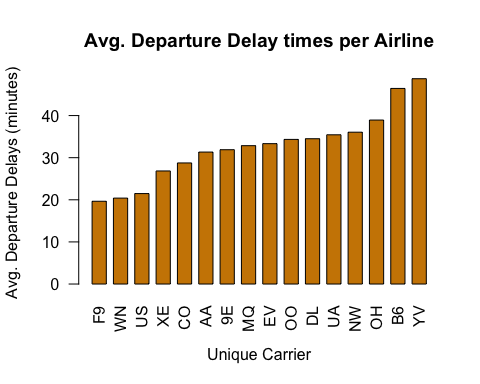 Avg. Departure Delay times per Airline
Avg. Departure Delays (minutes)
40
30
20
10
0
F9 WN US XE CO AA 9E MQ EV OO DL UA NW OH B6 YV
Unique Carrier